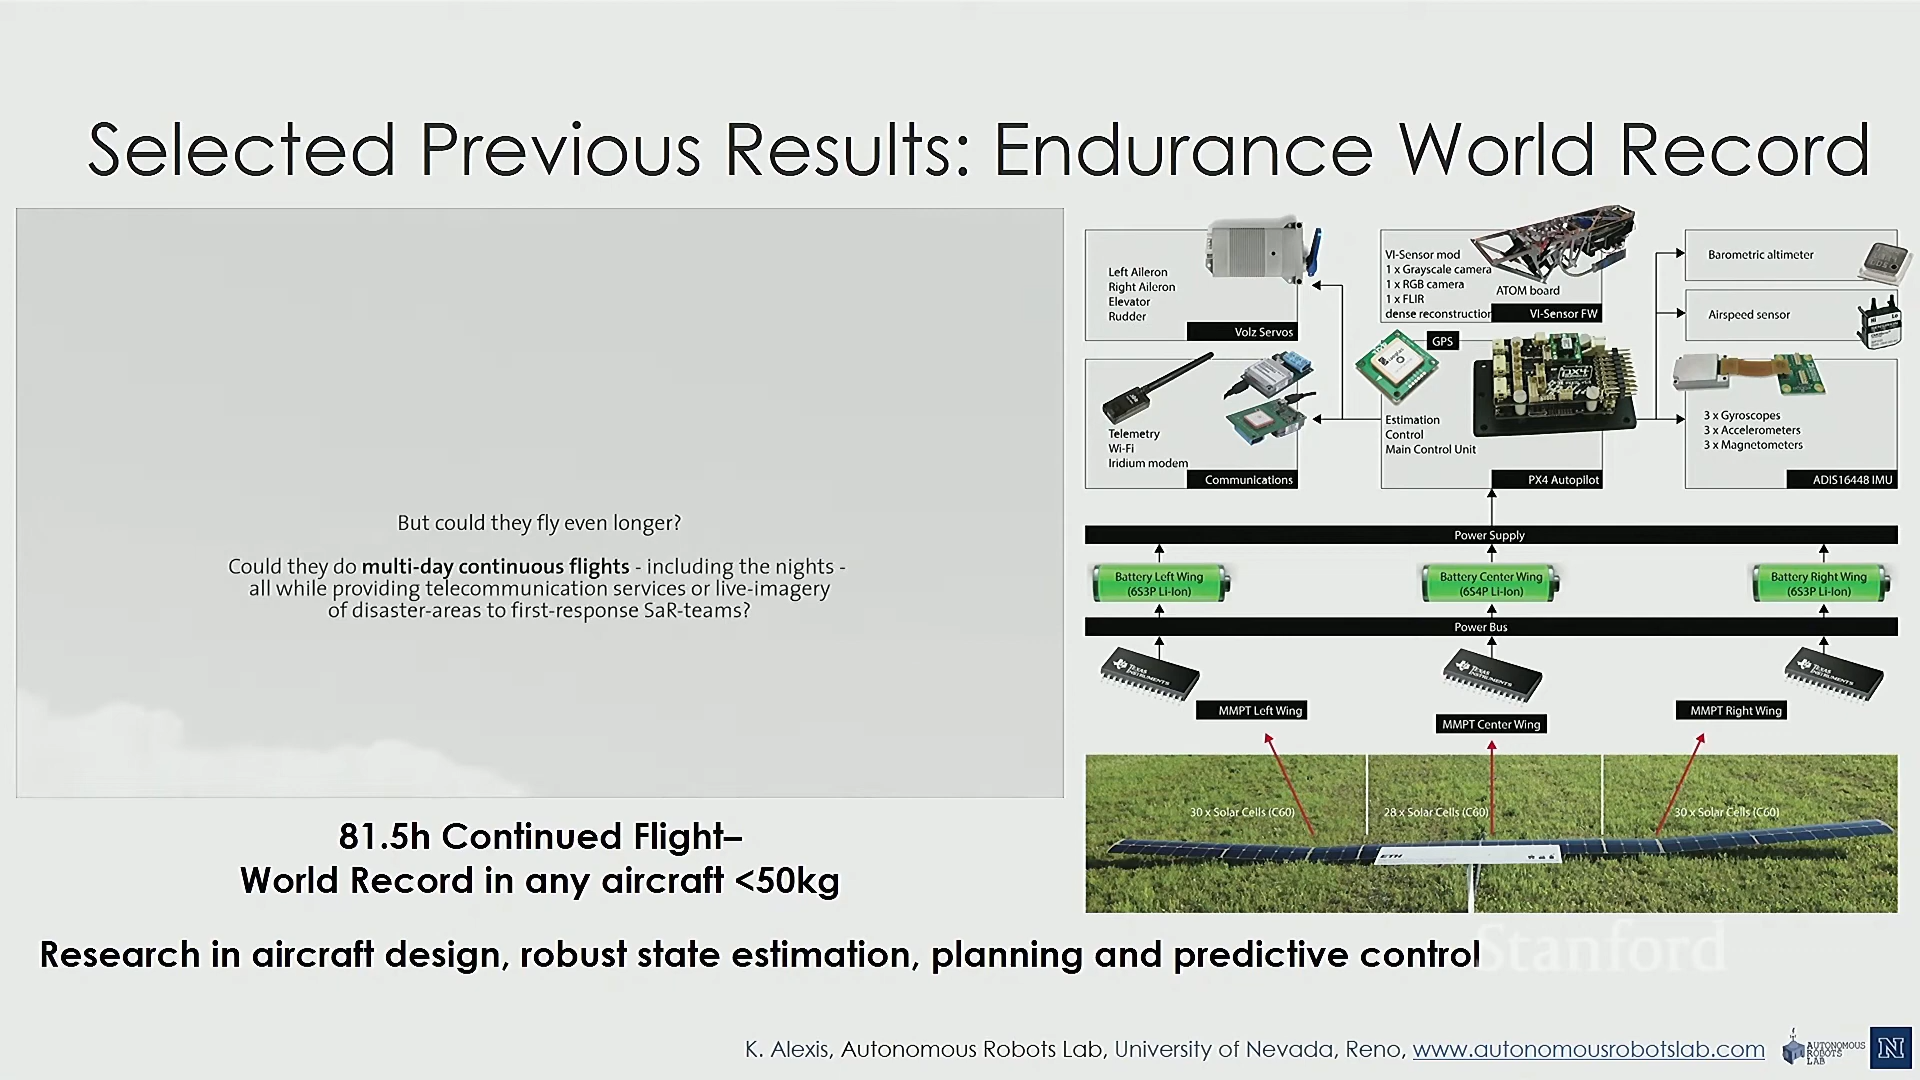 Selected Previous Results: Endurance World Record
But could they fly even longer?
Could they do multi-day continuous flights - including the nights -
all while providing telecommunication services or live-imagery
of disaster-areas to first-response SaR-teams?
81.5h Continued Flight–
World Record in any aircraft <50kg
Left Aileron
Right Aileron
Elevator
Rudder
Volz Servos
VI-Sensor mod
1 x Grayscale camera
1 x RGB camera
1 x FLIR
dense reconstruction
ATOM board
VI-Sensor FW
Barometric altimeter
Airspeed sensor
Telemetry
Wi-Fi
Iridium modem
Communications
GPS
px4
Estimation
Control
Main Control Unit
PX4 Autopilot
3 x Gyroscopes
3 x Accelerometers
3 x Magnetometers
ADIS16448 IMU
Power Supply
Battery Left Wing
(6S3P Li-Ion)
Battery Center Wing
(6S4P Li-Ion)
Battery Right Wing
(6S3P Li-Ion)
Power Bus
TEXAS
INSTRUMENTS
TEXAS
INSTRUMENTS
TEXAS
INSTRUMENTS
MMPT Left Wing
MMPT Center Wing
MMPT Right Wing
30 x Solar Cells (C60)
28 x Solar Cells (C60)
30 x Solar Cells (C60)
ETH
Research in aircraft design, robust state estimation, planning and predictive control
Stanford
K. Alexis, Autonomous Robots Lab, University of Nevada, Reno, www.autonomousrobotslab.com
AUTONOMOUS
ROBOTS
LAB
N